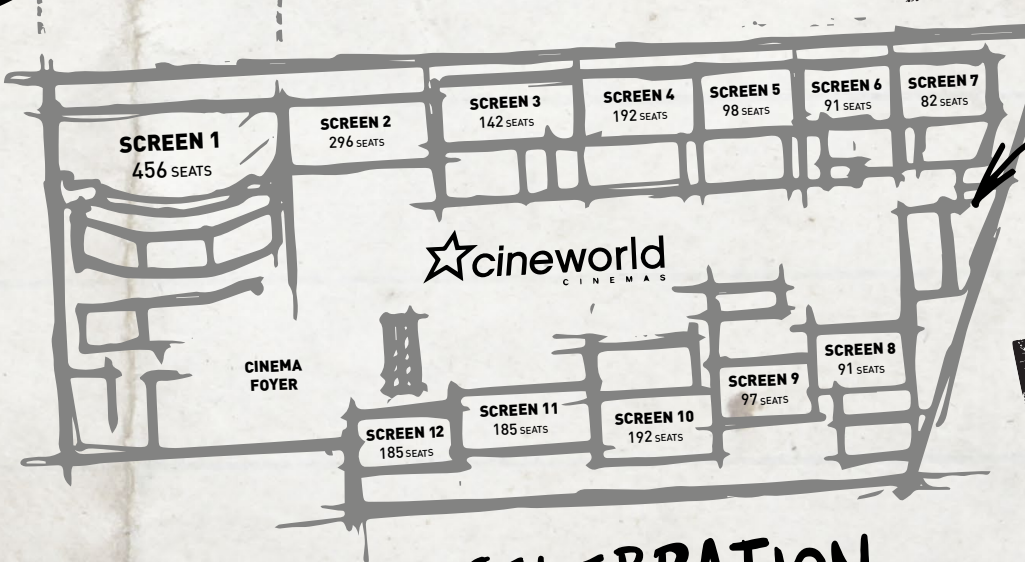 SCREEN 1
456 SEATS
SCREEN 2
296 SEATS
SCREEN 3
142 SEATS
SCREEN 4
192 SEATS
SCREEN 5
98 SEATS
SCREEN 6
91 SEATS
SCREEN 7
82 SEATS
cineworld
CINEMAS
CINEMA
FOYER
SCREEN 8
91 SEATS
SCREEN 9
97 SEATS
SCREEN 10
192 SEATS
SCREEN 11
185 SEATS
SCREEN 12
185 SEATS